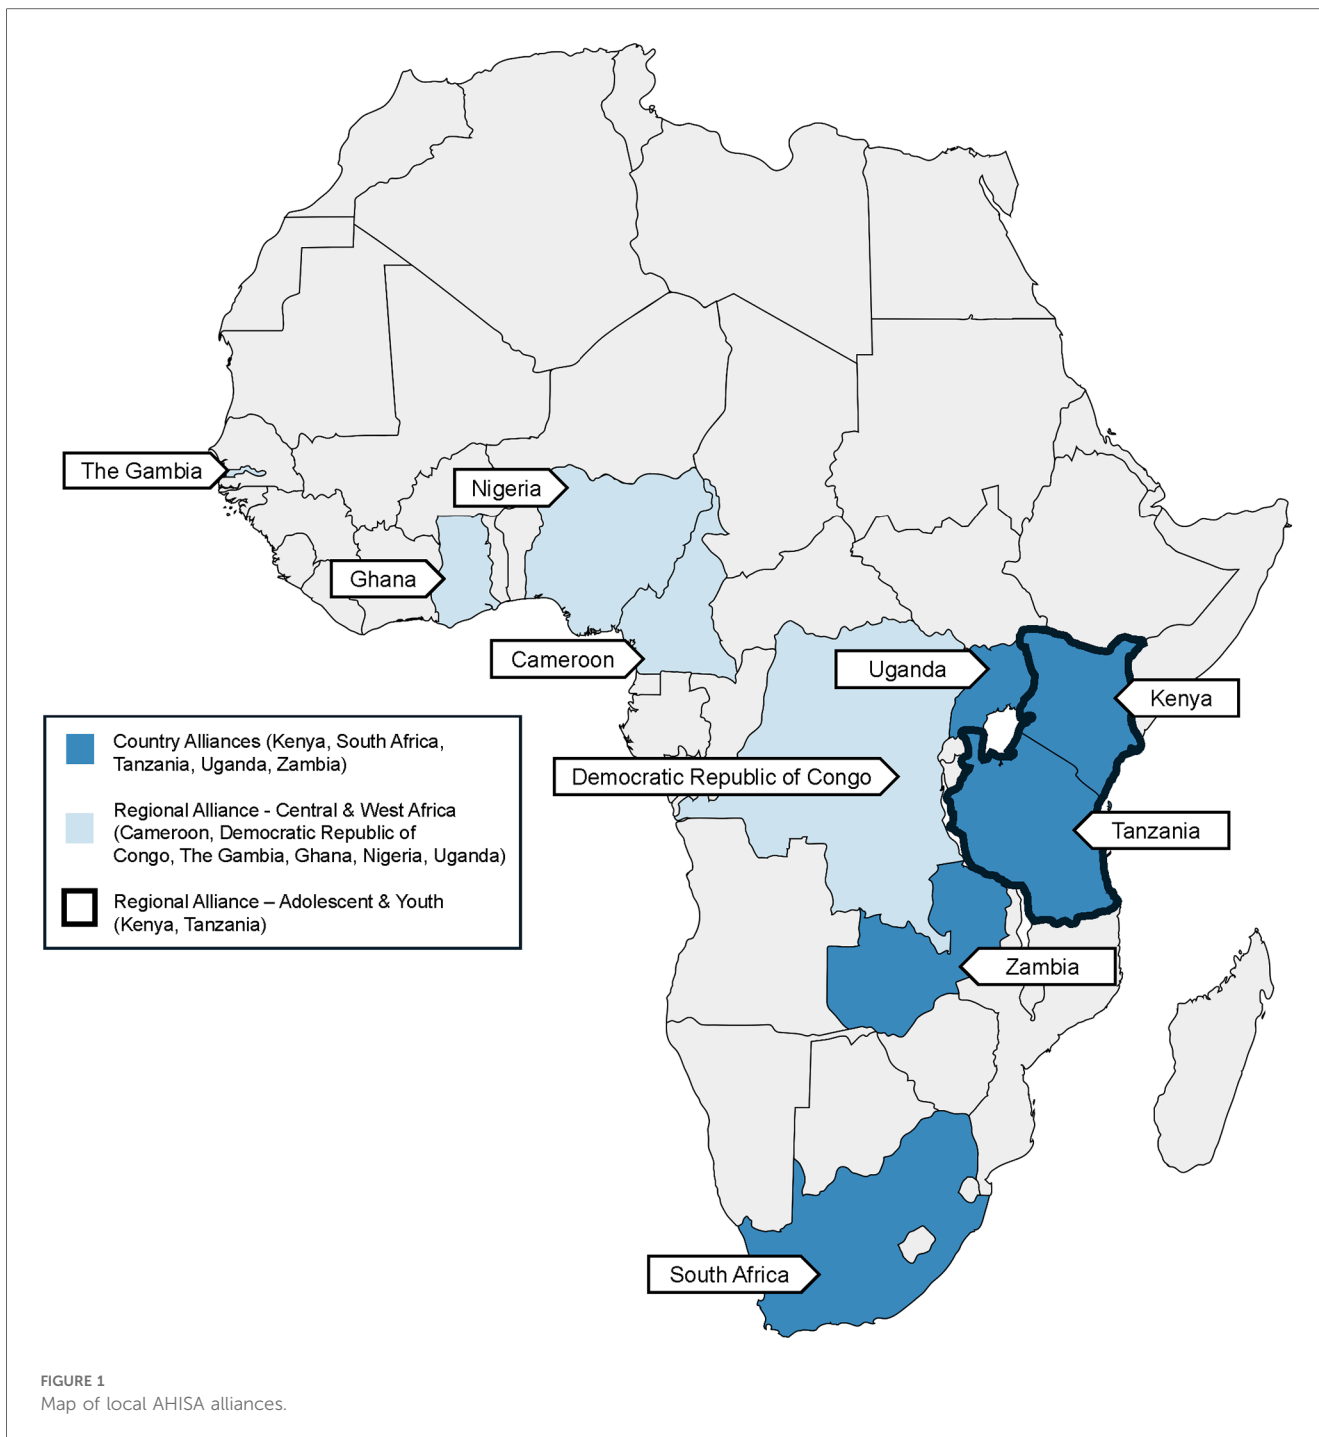 The Gambia
Nigeria
Ghana
Cameroon
Uganda
Kenya
Democratic Republic of Congo
Tanzania
Zambia
South Africa
Country Alliances (Kenya, South Africa,
Tanzania, Uganda, Zambia)
Regional Alliance - Central & West Africa
(Cameroon, Democratic Republic of
Congo, The Gambia, Ghana, Nigeria, Uganda)
Regional Alliance – Adolescent & Youth
(Kenya, Tanzania)
FIGURE 1
Map of local AHISA alliances.